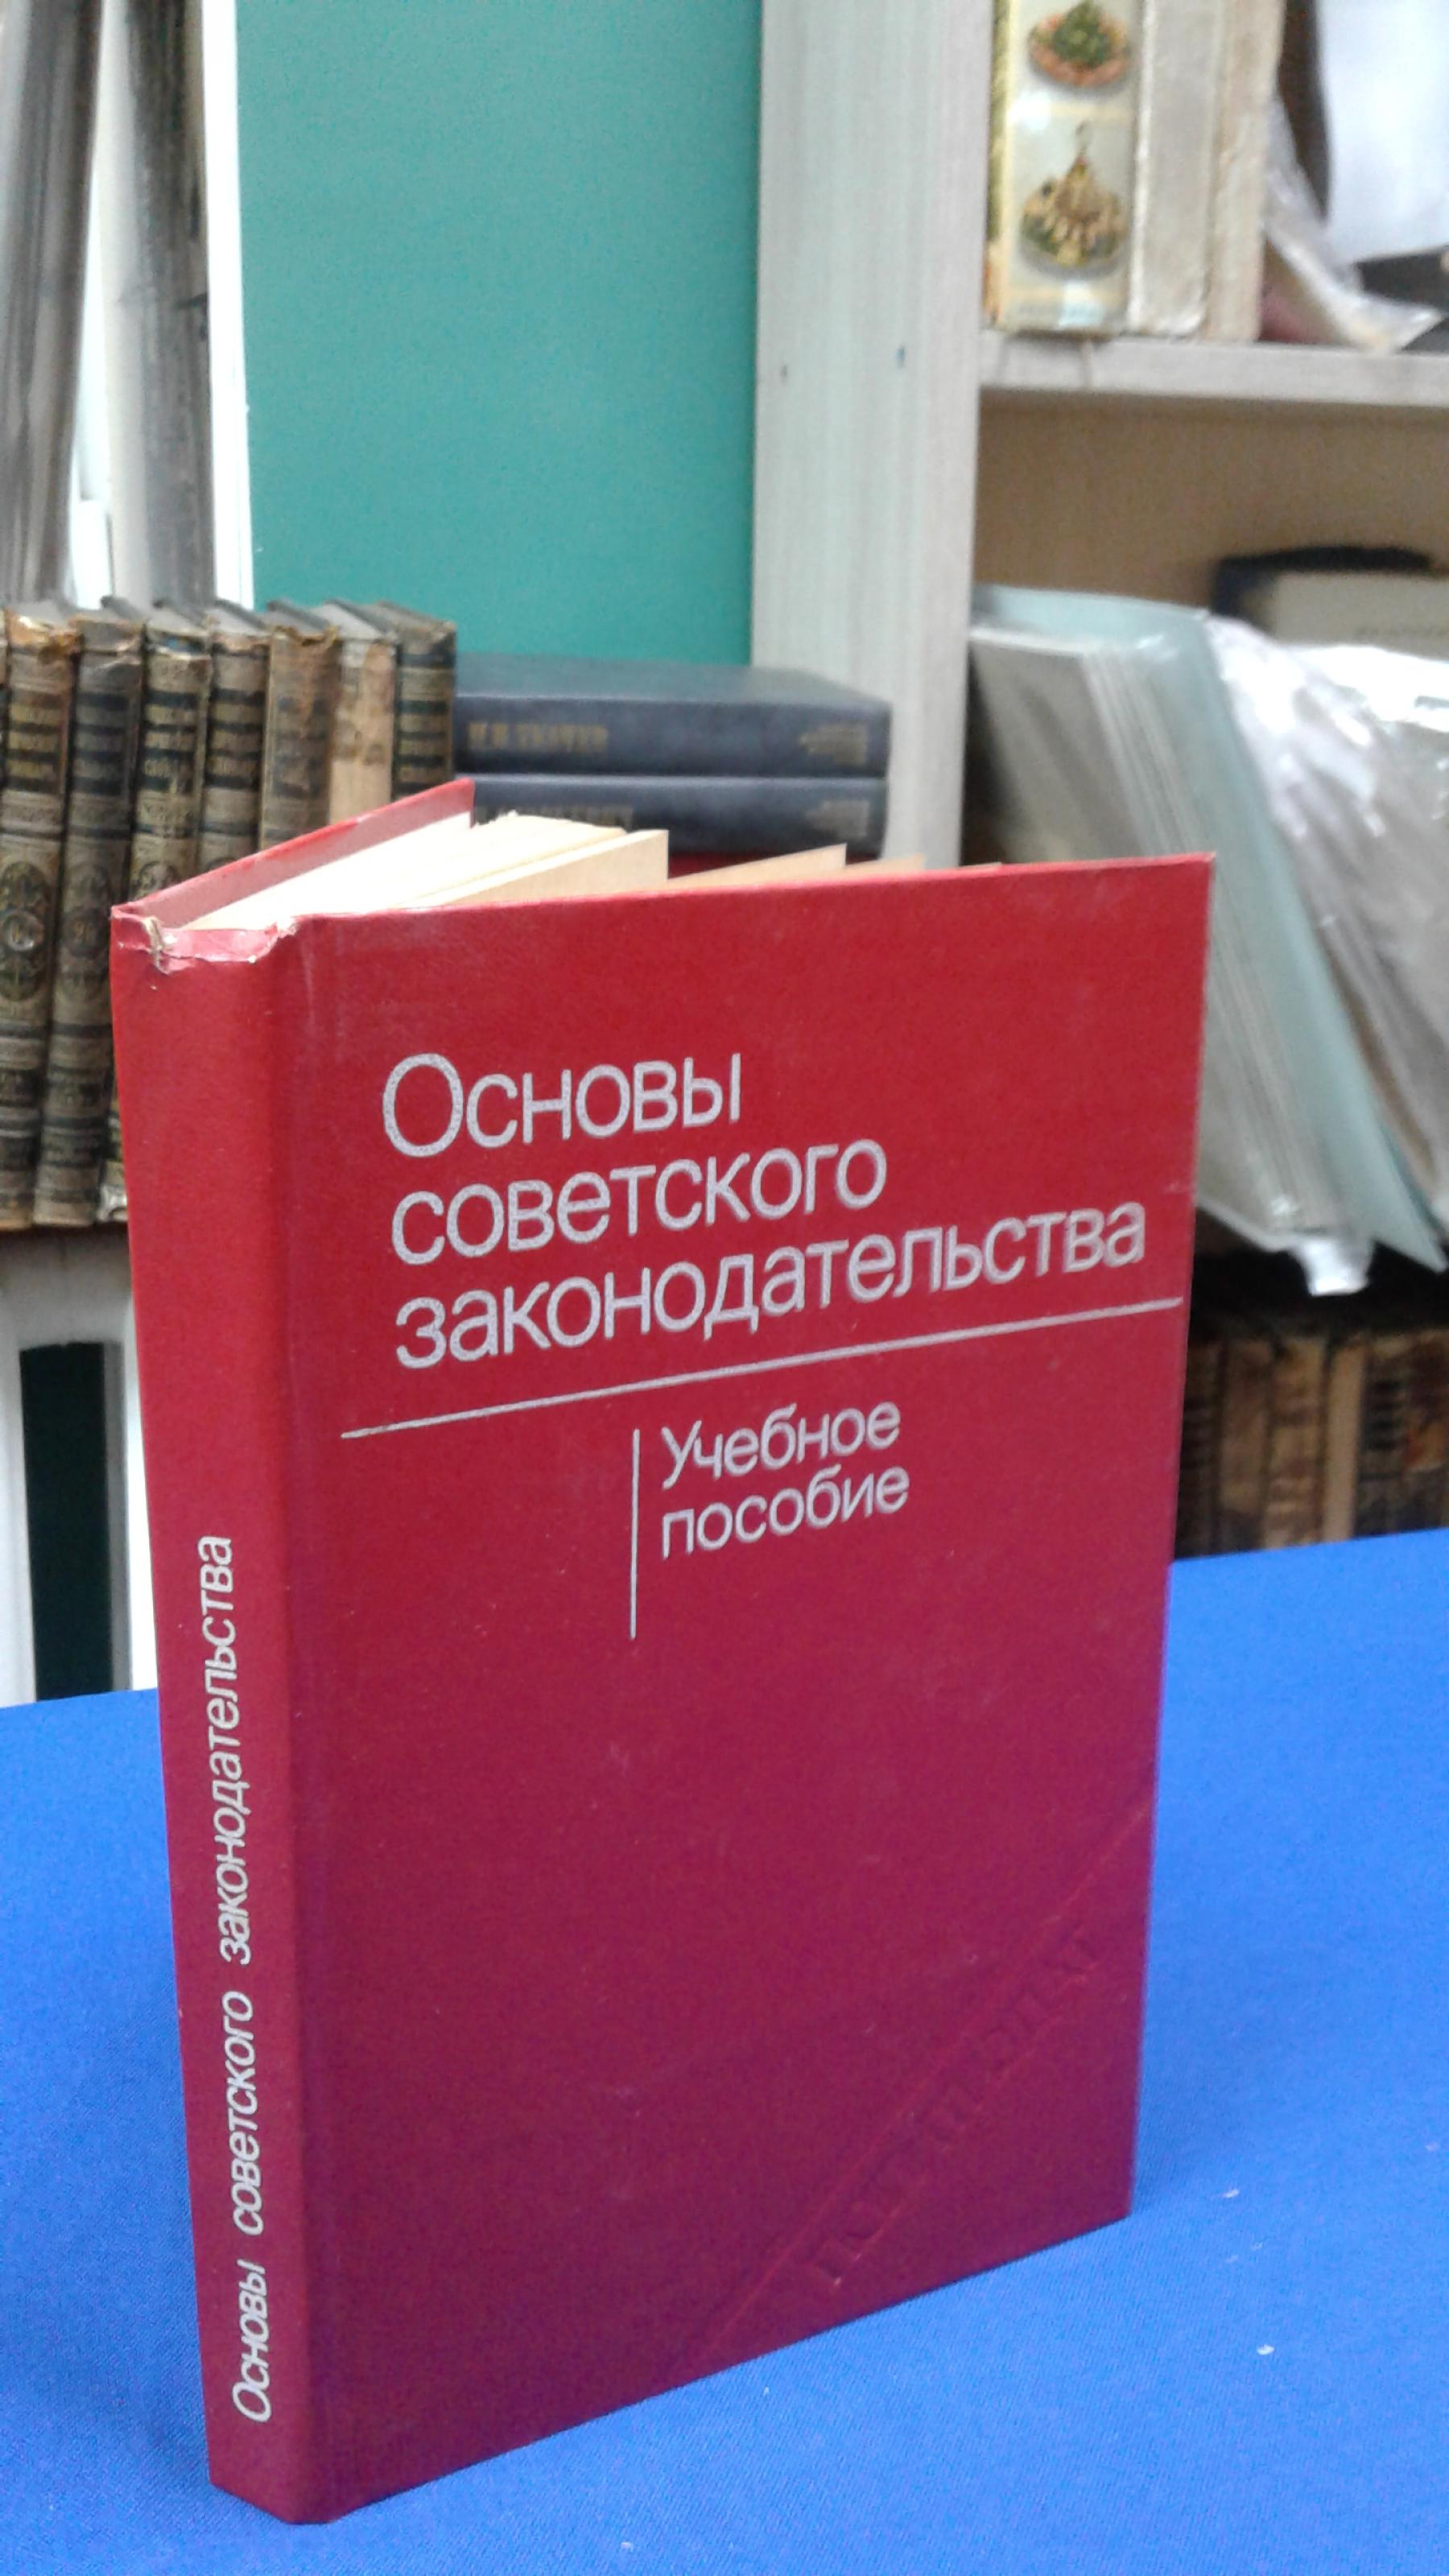 Основы
советского
законодательства
Учебное
пособие
Основы советского законодательства